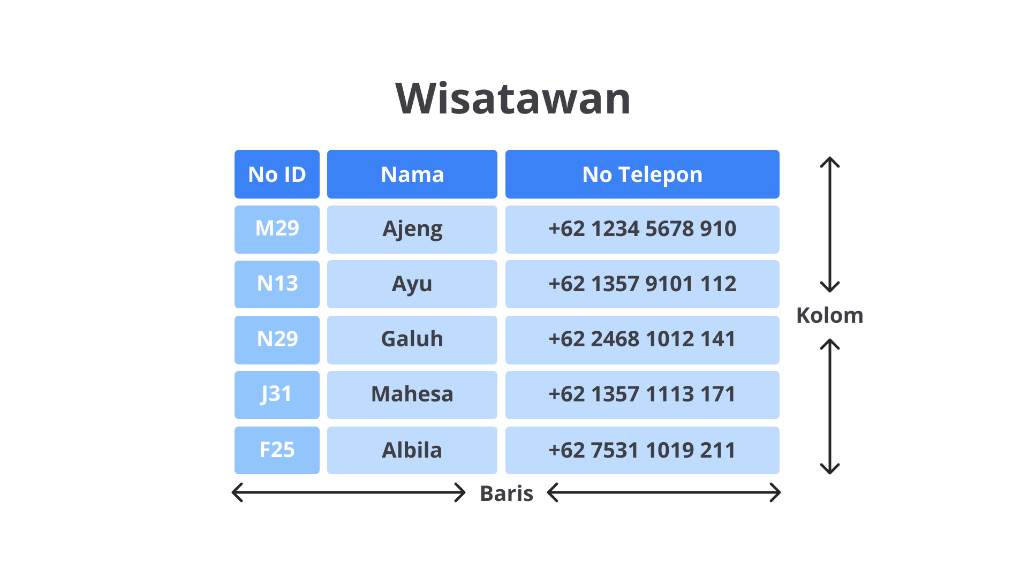 Wisatawan
No ID Nama No Telepon
M29 Ajeng +62 1234 5678 910
N13 Ayu +62 1357 9101 112
Kolom
N29 Galuh +62 2468 1012 141
J31 Mahesa +62 1357 1113 171
F25 Albila +62 7531 1019 211
Baris